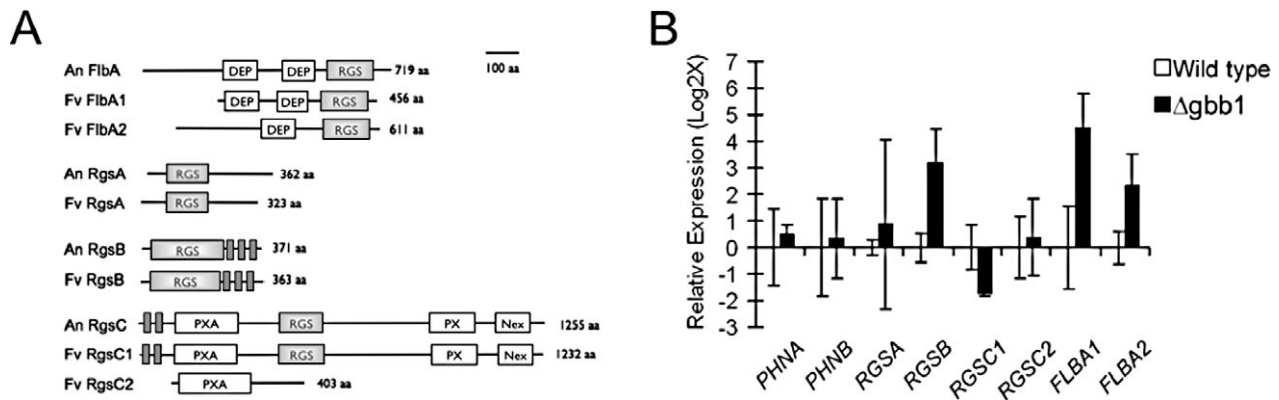 A
100 aa
An FlbA DEP DEP RGS 719 aa
Fv FlbA1 DEP DEP RGS 456 aa
Fv FlbA2 DEP RGS 611 aa
An RgsA RGS 362 aa
Fv RgsA RGS 323 aa
An RgsB RGS 371 aa
Fv RgsB RGS 363 aa
An RgsC PXA RGS PX Nex 1255 aa
Fv RgsC1 PXA RGS PX Nex 1232 aa
Fv RgsC2 PXA 403 aa
B
Relative Expression (Log2X)
7
6
5
4
3
2
1
0
-1
-2
-3
Wild type
Δgbb1
PHNA PHNB RGSA RGSB RGSC1 RGSC2 FLBA1 FLBA2